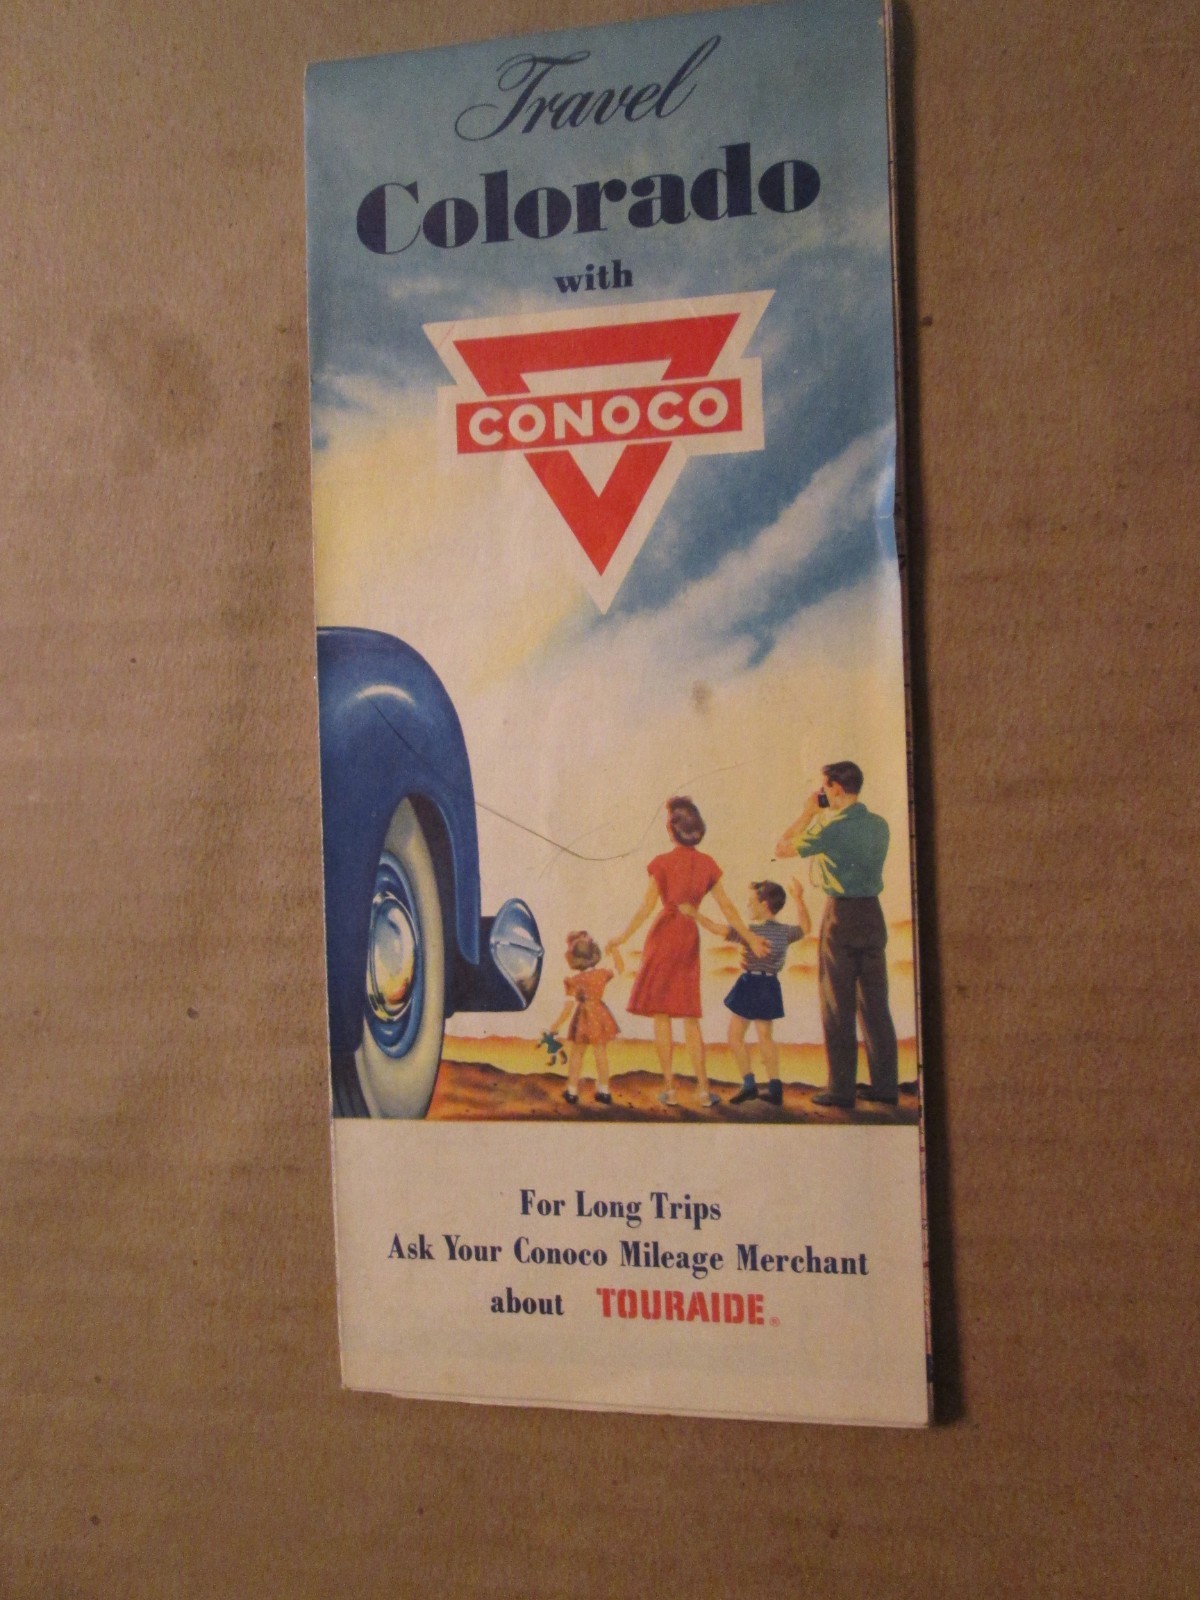 Travel
Colorado
with
CONOCO
For Long Trips
Ask Your Conoco Mileage Merchant
about TOURAIDE®